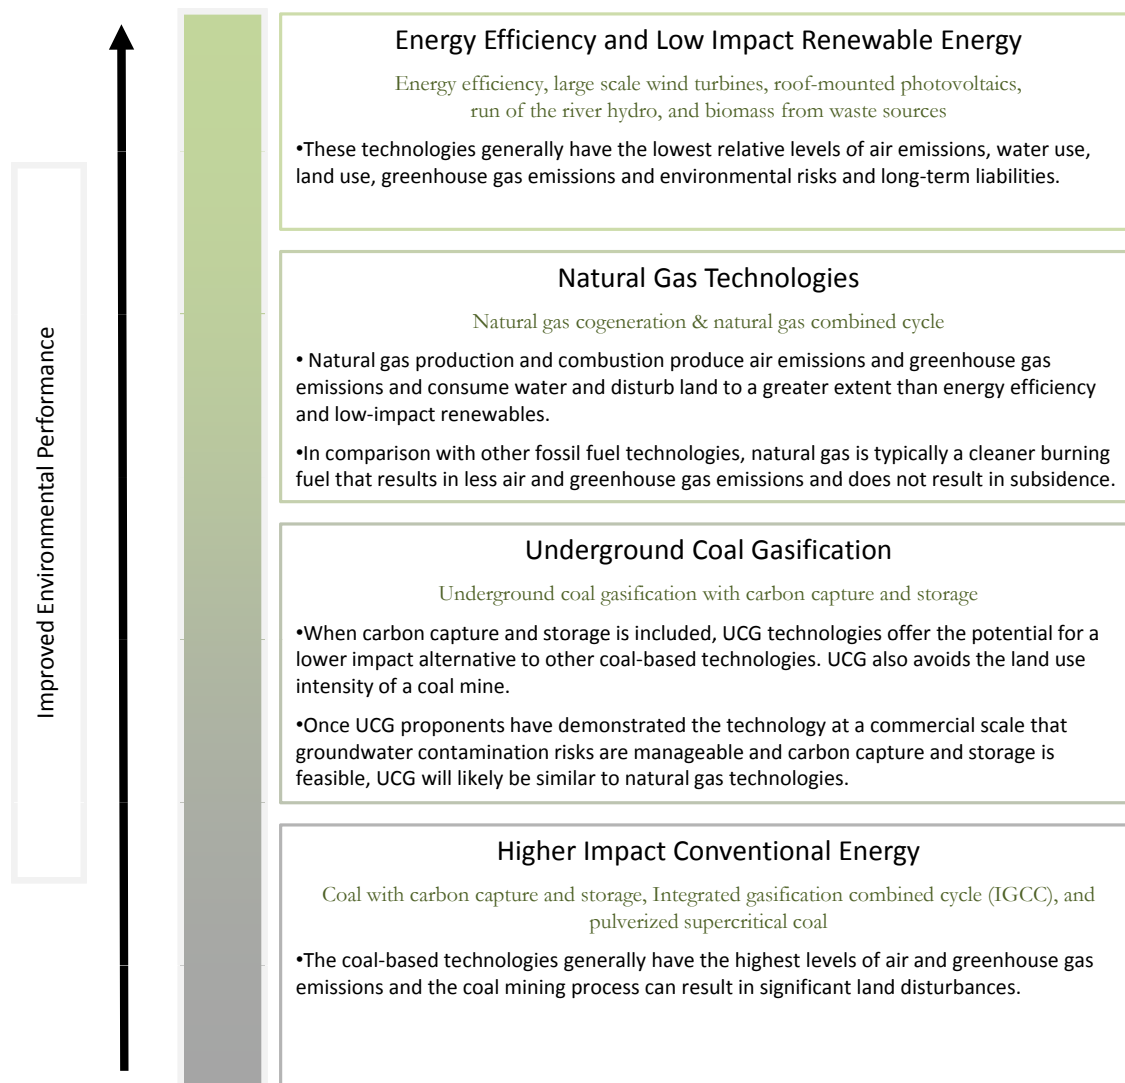 Improved Environmental Performance
Energy Efficiency and Low Impact Renewable Energy
Energy efficiency, large scale wind turbines, roof-mounted photovoltaics,
run of the river hydro, and biomass from waste sources
•These technologies generally have the lowest relative levels of air emissions, water use,
land use, greenhouse gas emissions and environmental risks and long-term liabilities.
Natural Gas Technologies
Natural gas cogeneration & natural gas combined cycle
• Natural gas production and combustion produce air emissions and greenhouse gas
emissions and consume water and disturb land to a greater extent than energy efficiency
and low-impact renewables.
•In comparison with other fossil fuel technologies, natural gas is typically a cleaner burning
fuel that results in less air and greenhouse gas emissions and does not result in subsidence.
Underground Coal Gasification
Underground coal gasification with carbon capture and storage
•When carbon capture and storage is included, UCG technologies offer the potential for a
lower impact alternative to other coal-based technologies. UCG also avoids the land use
intensity of a coal mine.
•Once UCG proponents have demonstrated the technology at a commercial scale that
groundwater contamination risks are manageable and carbon capture and storage is
feasible, UCG will likely be similar to natural gas technologies.
Higher Impact Conventional Energy
Coal with carbon capture and storage, Integrated gasification combined cycle (IGCC), and
pulverized supercritical coal
•The coal-based technologies generally have the highest levels of air and greenhouse gas
emissions and the coal mining process can result in significant land disturbances.